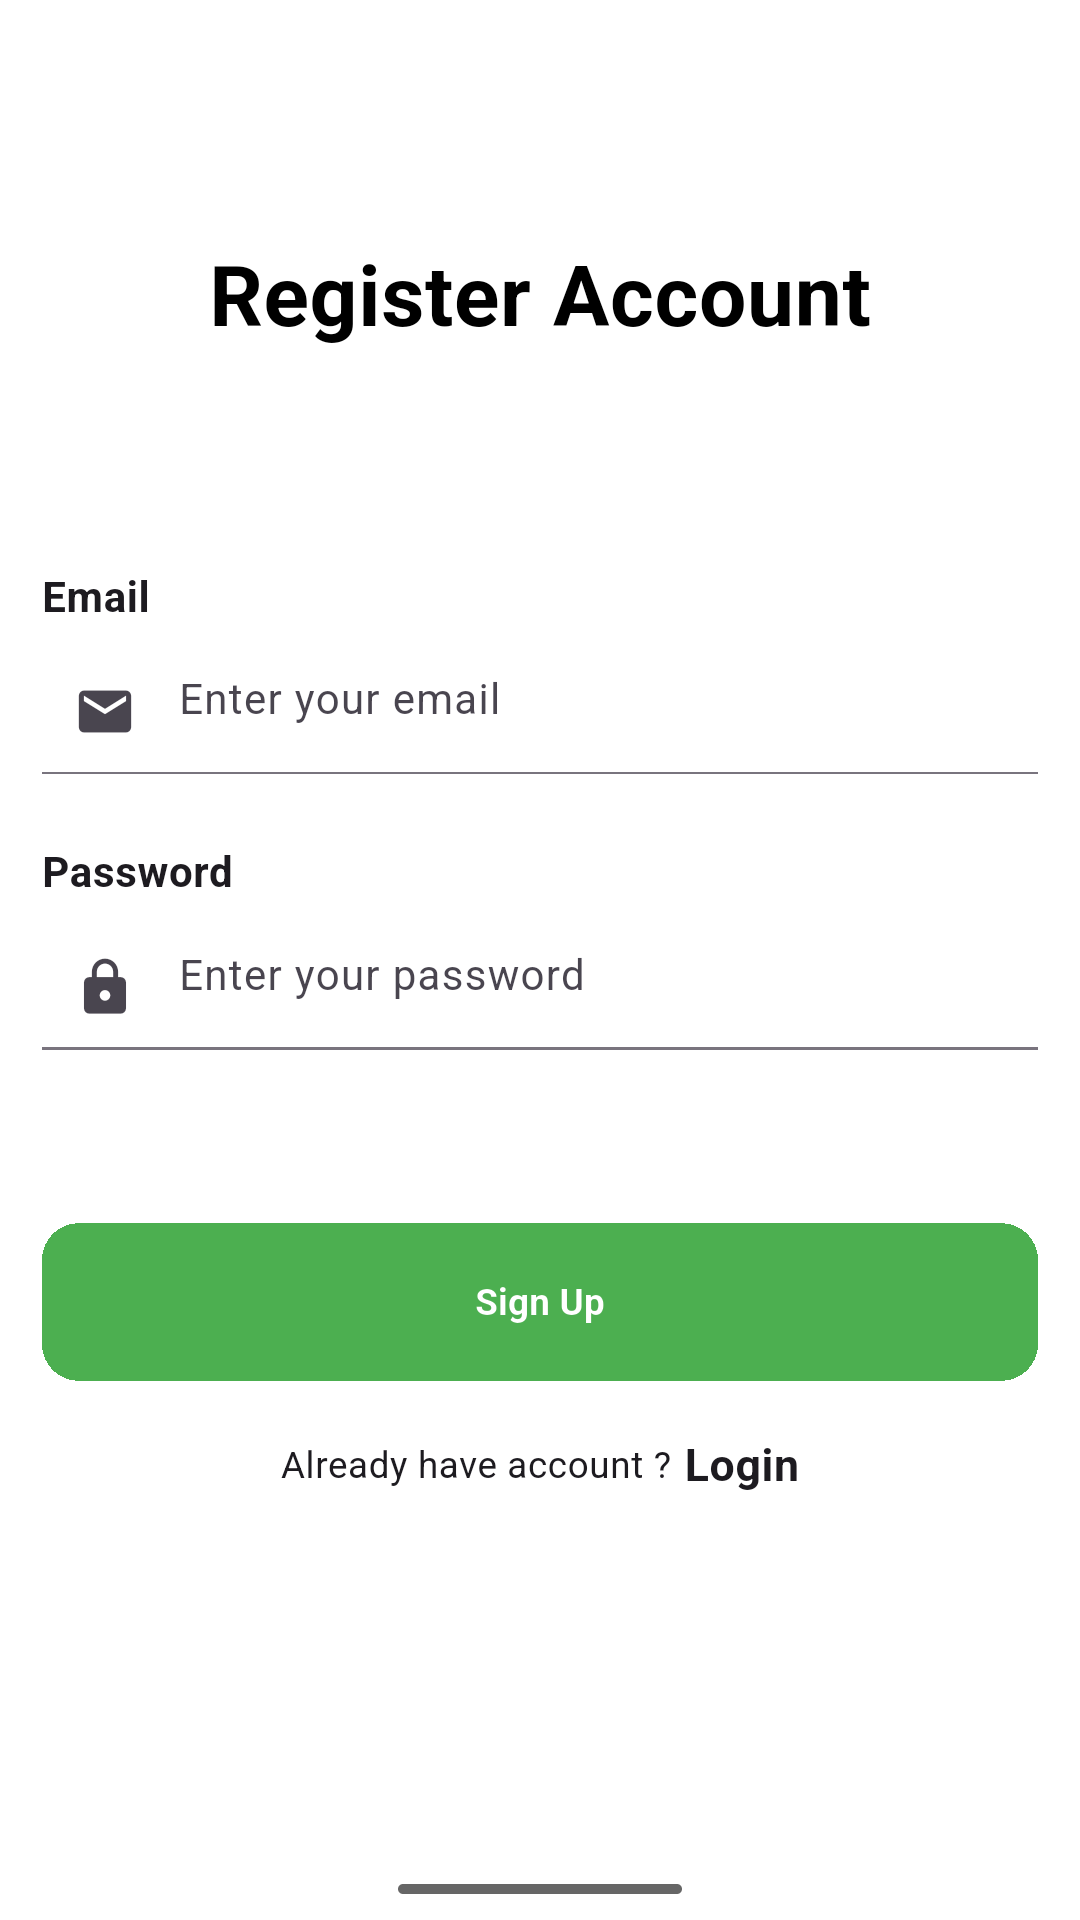 Register Account
Email
Enter your email
Password
Enter your password
Sign Up
Already have account ? Login